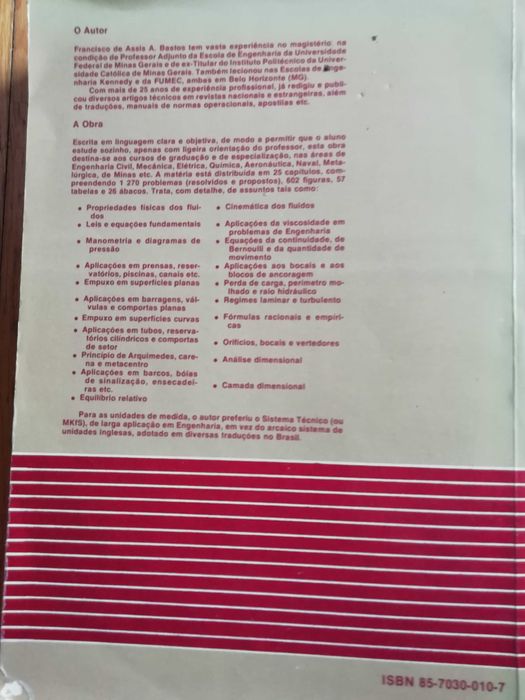 O Autor
Francisco de Assis A. Bastos tem vasta experiência no magistério: na
condição de Professor Adjunto da Escola de Engenharia da Universidade
Federal de Minas Gerais e de ex-Titular do Instituto Politécnico da Univer-
sidade Católica de Minas Gerais. Também lecionou nas Escolas de Enge-
nharia Kennedy e da FUMEC, ambas em Belo Horizonte (MG).
Com mais de 25 anos de experiência profissional, já redigiu e publi-
cou diversos artigos técnicos em revistas nacionais e estrangeiras, além
de traduções, manuais de normas operacionais, apostilas etc.
A Obra
Escrita em linguagem clara e objetiva, de modo a permitir que o aluno
estude sozinho, apenas com ligeira orientação do professor, esta obra
destina-se aos cursos de graduação e de especialização, nas áreas de
Engenharia Civil, Mecânica, Elétrica, Química, Aeronáutica, Naval, Meta-
lúrgica, de Minas etc. A matéria está distribuída em 25 capítulos, com-
preendendo 1 270 problemas (resolvidos e propostos), 602 figuras, 57
tabelas e 26 ábacos. Trata, com detalhe, de assuntos tais como:
• Propriedades físicas dos flui-
dos
• Leis e equações fundamentais
• Manometria e diagramas de
pressão
• Aplicações em prensas, reser-
vatórios, piscinas, canais etc.
• Empuxo em superfícies planas
• Aplicações em barragens, vál-
vulas e comportas planas
• Empuxo em superfícies curvas
• Aplicações em tubos, reserva-
tórios cilíndricos e comportas
de setor
• Princípio de Arquimedes, care-
na e metacentro
• Aplicações em barcos, bóias
de sinalização, ensecadei-
ras etc.
• Equilíbrio relativo
• Cinemática dos fluidos
• Aplicações da viscosidade em
problemas de Engenharia
• Equações da continuidade, de
Bernoulli e da quantidade de
movimento
• Aplicações aos bocais e aos
blocos de ancoragem
• Perda de carga, perímetro mo-
lhado e raio hidráulico
• Regimes laminar e turbulento
• Fórmulas racionais e empíri-
cas
• Orifícios, bocais e vertedores
• Análise dimensional
• Camada dimensional
Para as unidades de medida, o autor preferiu o Sistema Técnico (ou
MKfS), de larga aplicação em Engenharia, em vez do arcaico sistema de
unidades inglesas, adotado em diversas traduções no Brasil.
ISBN 85-7030-010-7